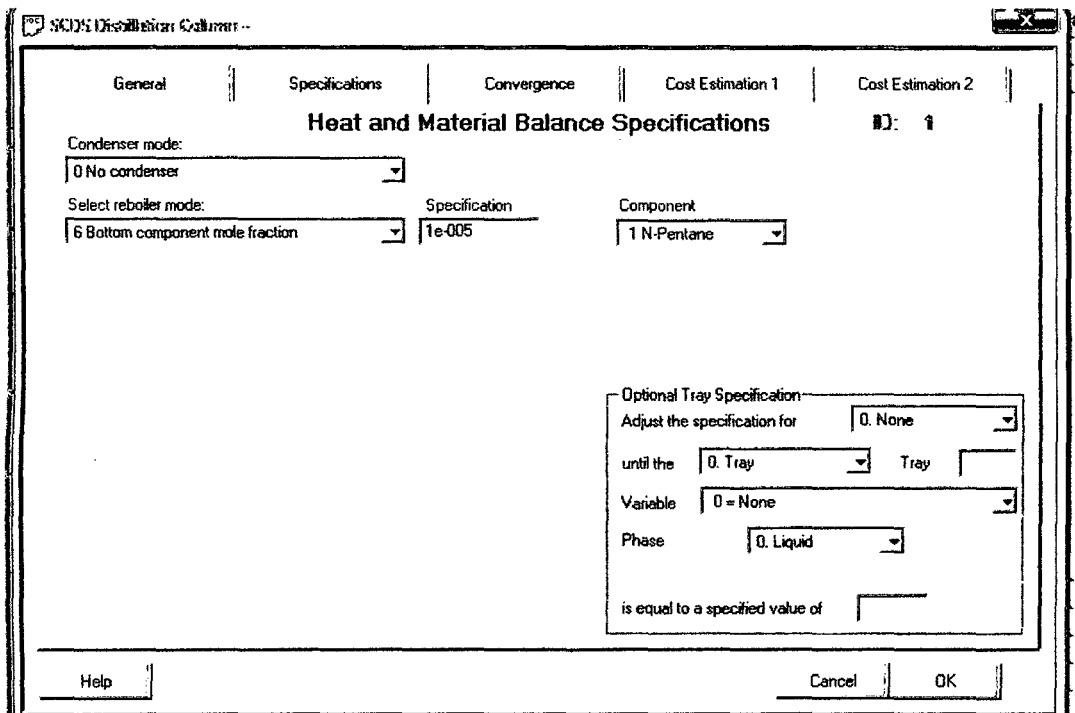 SCDS Distillation Column --
General Specifications Convergence Cost Estimation 1 Cost Estimation 2
Heat and Material Balance Specifications ID: 1
Condenser mode:
0 No condenser
Select reboiler mode: Specification Component
6 Bottom component mole fraction 1e-005 1 N-Pentane
Optional Tray Specification
Adjust the specification for 0. None
until the 0. Tray Tray
Variable 0 = None
Phase 0. Liquid
is equal to a specified value of
Help Cancel OK